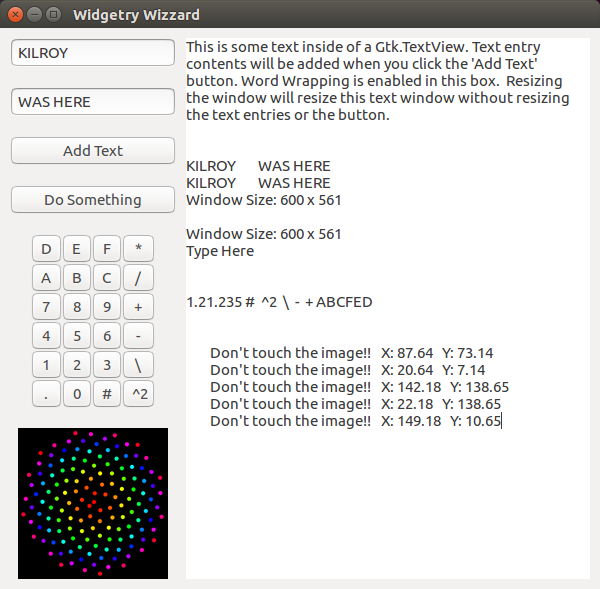 Widgetry Wizzard
KILROY
WAS HERE
Add Text
Do Something
D E F *
A B C /
7 8 9 +
4 5 6 -
1 2 3 \
. 0 # ^2
This is some text inside of a Gtk.TextView. Text entry
contents will be added when you click the 'Add Text'
button. Word Wrapping is enabled in this box.  Resizing
the window will resize this text window without resizing
the text entries or the button.
KILROY WAS HERE
KILROY WAS HERE
Window Size: 600 x 561
Window Size: 600 x 561
Type Here
1.21.235 #  ^2  \  -  + ABCFED
Don't touch the image!!   X: 87.64   Y: 73.14
Don't touch the image!!   X: 20.64   Y: 7.14
Don't touch the image!!   X: 142.18   Y: 138.65
Don't touch the image!!   X: 22.18   Y: 138.65
Don't touch the image!!   X: 149.18   Y: 10.65